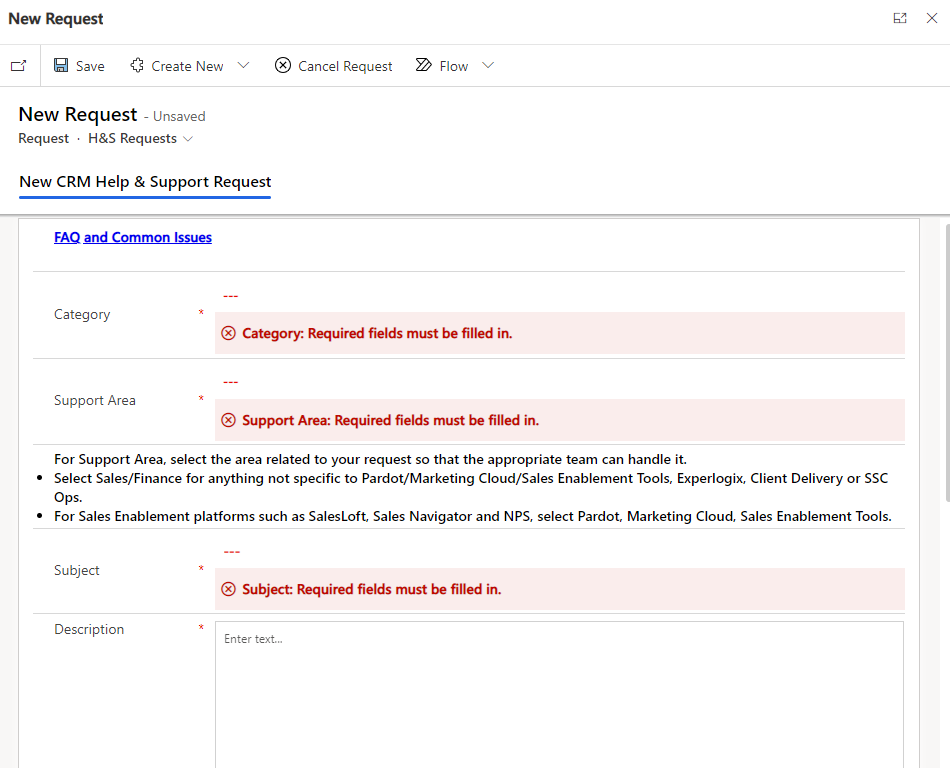 New Request
Save
Create New
Cancel Request
Flow
New Request - Unsaved
Request · H&S Requests
New CRM Help & Support Request
FAQ and Common Issues
---
Category *
Category: Required fields must be filled in.
---
Support Area *
Support Area: Required fields must be filled in.
For Support Area, select the area related to your request so that the appropriate team can handle it.
• Select Sales/Finance for anything not specific to Pardot/Marketing Cloud/Sales Enablement Tools, Experlogix, Client Delivery or SSC
Ops.
• For Sales Enablement platforms such as SalesLoft, Sales Navigator and NPS, select Pardot, Marketing Cloud, Sales Enablement Tools.
---
Subject *
Subject: Required fields must be filled in.
Description *
Enter text...